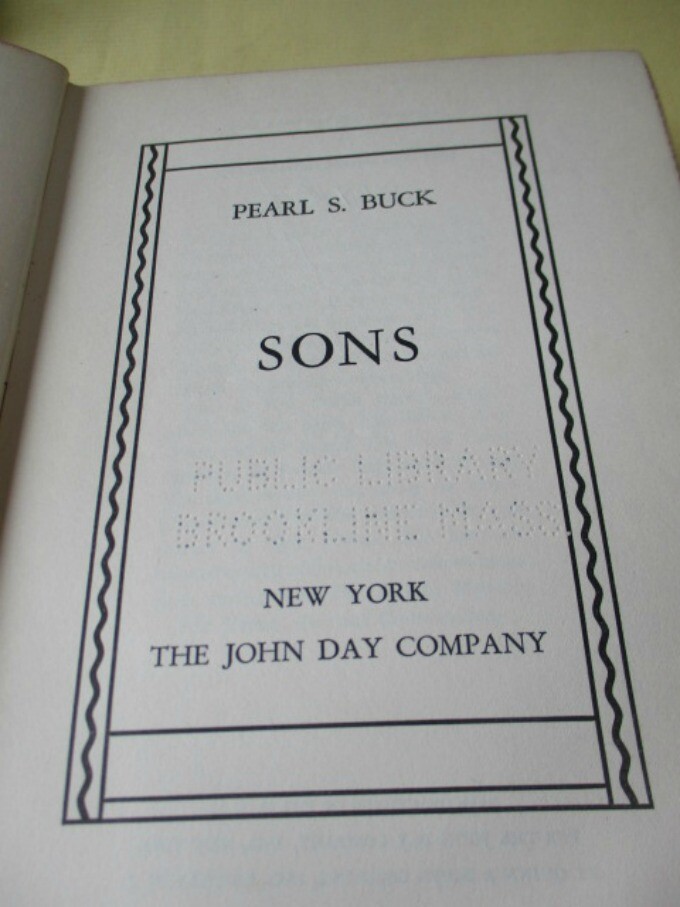 PEARL S. BUCK
SONS
PUBLIC LIBRARY
BROOKLINE MASS.
NEW YORK
THE JOHN DAY COMPANY